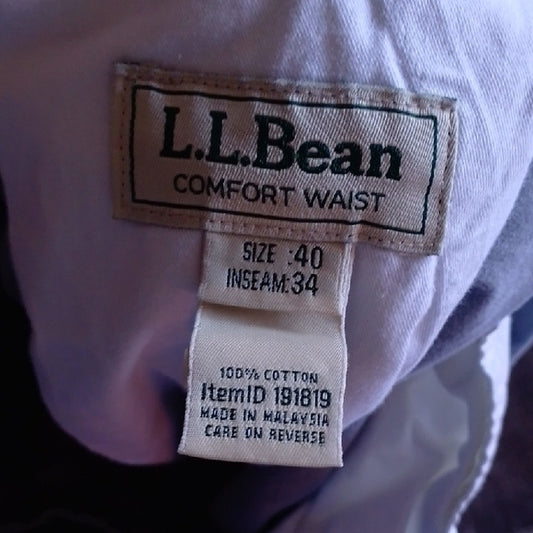 L.L.Bean
COMFORT WAIST
SIZE :40
INSEAM:34
100% COTTON
ItemID 191819
MADE IN MALAYSIA
CARE ON REVERSE